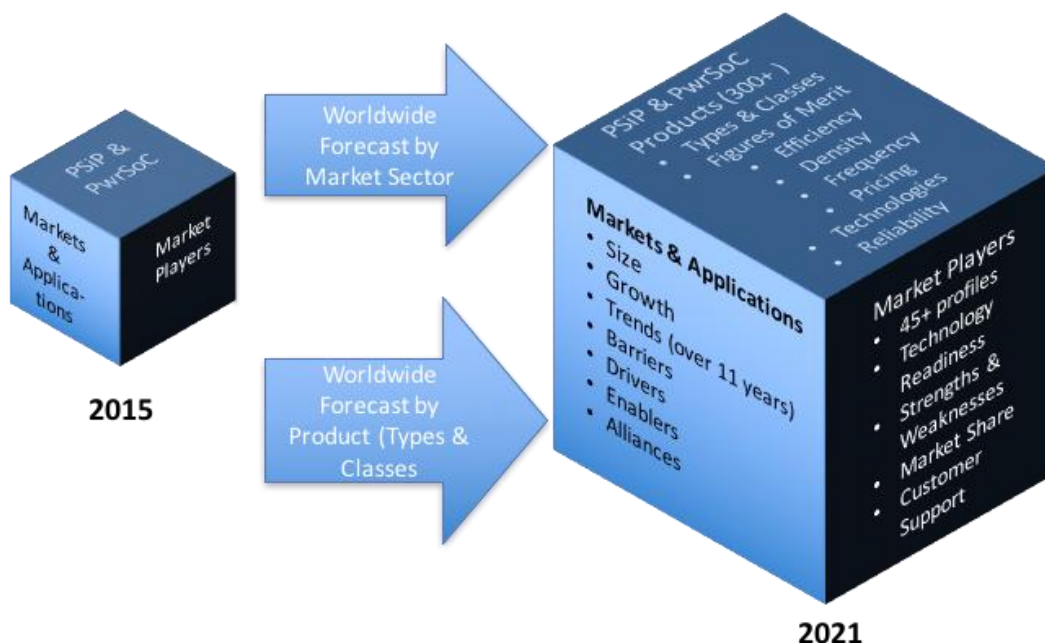 PSiP &
PwrSoC
Markets
&
Applica-
tions
Market
Players
2015
Worldwide
Forecast by
Market Sector
Worldwide
Forecast by
Product (Types &
Classes
PSiP & PwrSoC
Products (300+ )
• Types & Classes
• Figures of Merit
• Efficiency
• Density
• Frequency
• Pricing
• Technologies
• Reliability
Markets & Applications
• Size
• Growth
• Trends (over 11 years)
• Barriers
• Drivers
• Enablers
• Alliances
Market Players
• 45+ profiles
• Technology
Readiness
• Strengths &
Weaknesses
• Market Share
• Customer
Support
2021